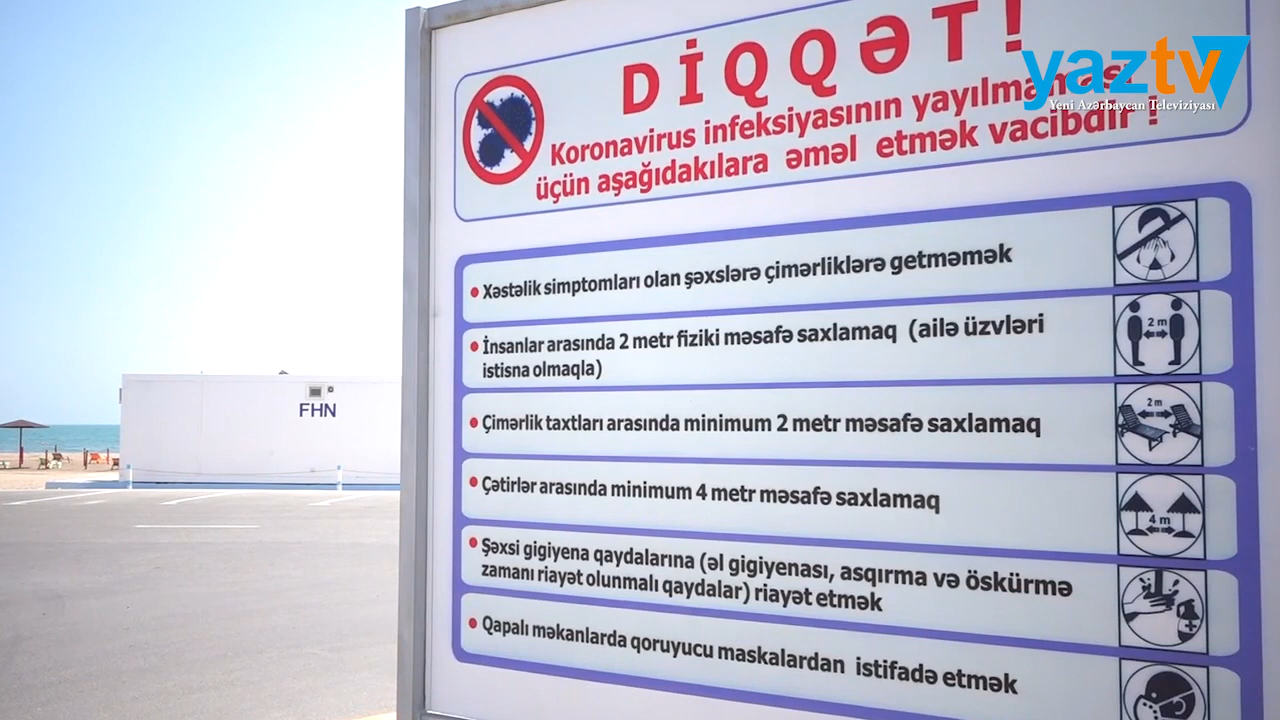 DİQQƏT!
yaztv
Yeni Azərbaycan Televiziyası
Koronavirus infeksiyasının yayılmaması
üçün aşağıdakılara əməl etmək vacibdir !
Xəstəlik simptomları olan şəxslərə çimərliklərə getməmək
İnsanlar arasında 2 metr fiziki məsafə saxlamaq (ailə üzvləri
istisna olmaqla)
2 m
Çimərlik taxtları arasında minimum 2 metr məsafə saxlamaq
2 m
Çətirlər arasında minimum 4 metr məsafə saxlamaq
4 m
Şəxsi gigiyena qaydalarına (əl gigiyenası, asqırma və öskürmə
zamanı riayət olunmalı qaydalar) riayət etmək
Qapalı məkanlarda qoruyucu maskalardan istifadə etmək
FHN